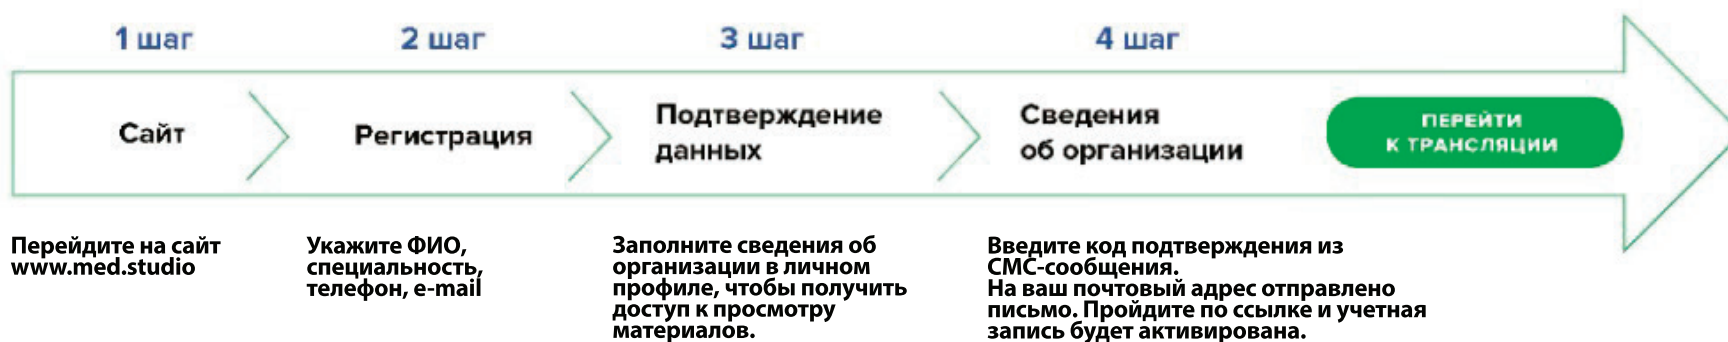 1 шаг
2 шаг
3 шаг
4 шаг
Сайт
Регистрация
Подтверждение
данных
Сведения
об организации
ПЕРЕЙТИ
К ТРАНСЛЯЦИИ
Перейдите на сайт
www.med.studio
Укажите ФИО,
специальность,
телефон, e-mail
Заполните сведения об
организации в личном
профиле, чтобы получить
доступ к просмотру
материалов.
Введите код подтверждения из
СМС-сообщения.
На ваш почтовый адрес отправлено
письмо. Пройдите по ссылке и учетная
запись будет активирована.